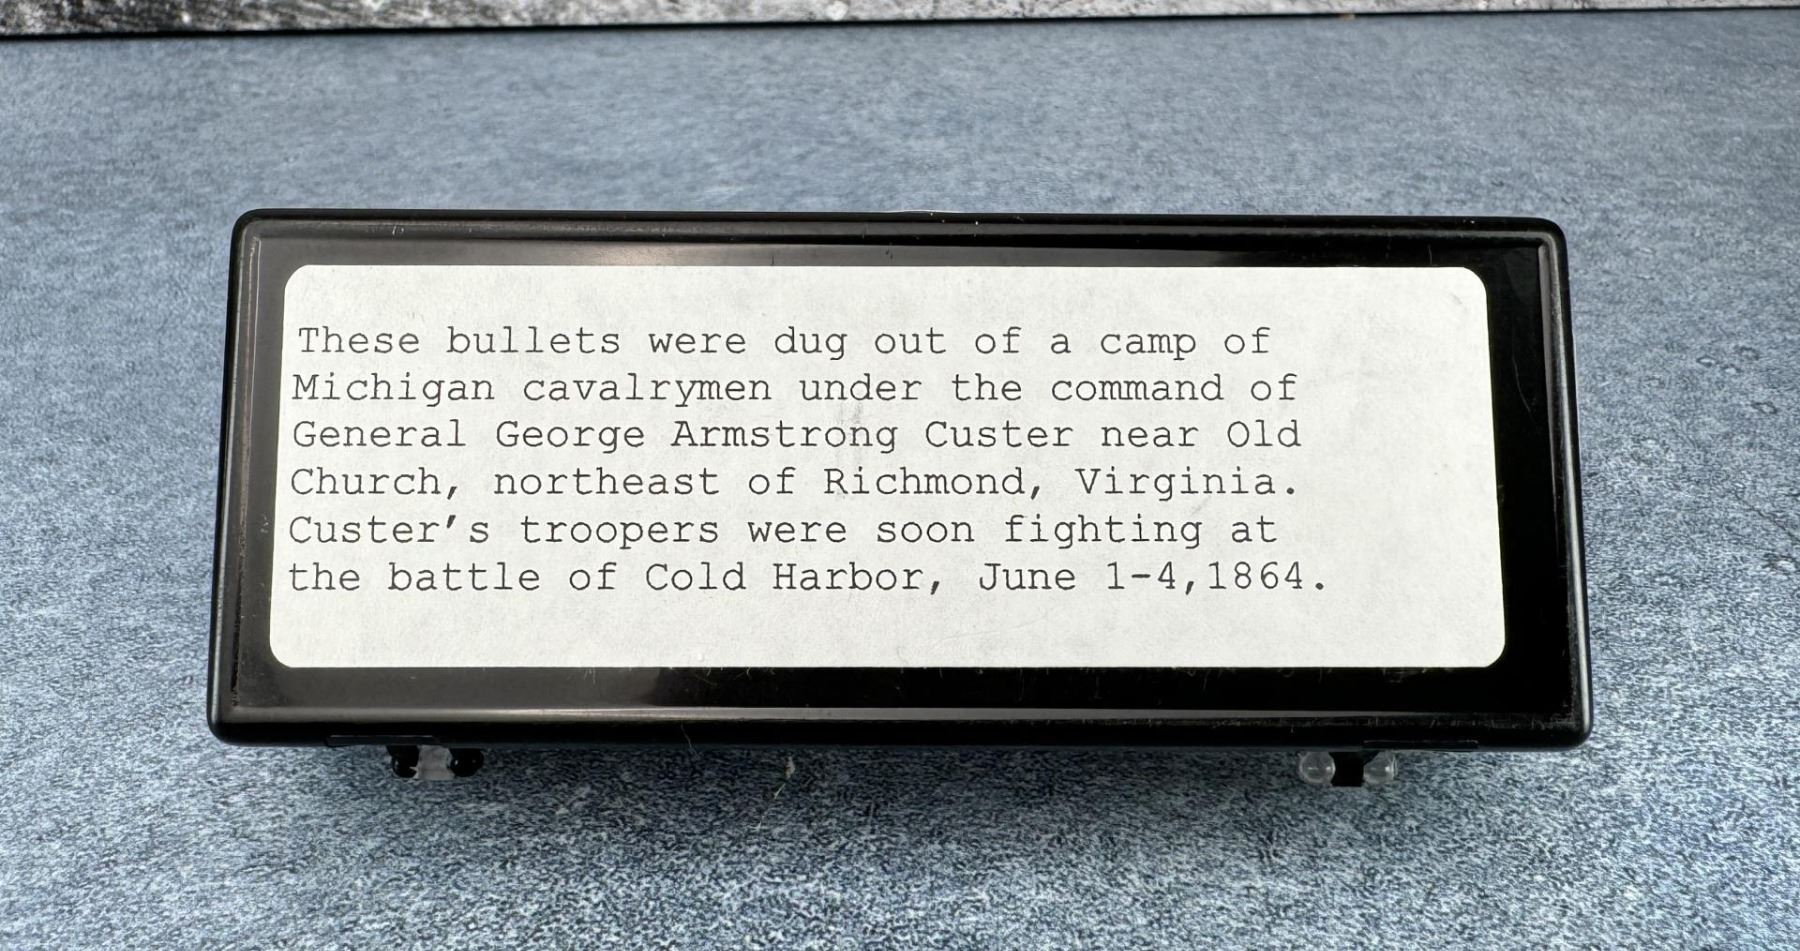 These bullets were dug out of a camp of
Michigan cavalrymen under the command of
General George Armstrong Custer near Old
Church, northeast of Richmond, Virginia.
Custer's troopers were soon fighting at
the battle of Cold Harbor, June 1-4,1864.